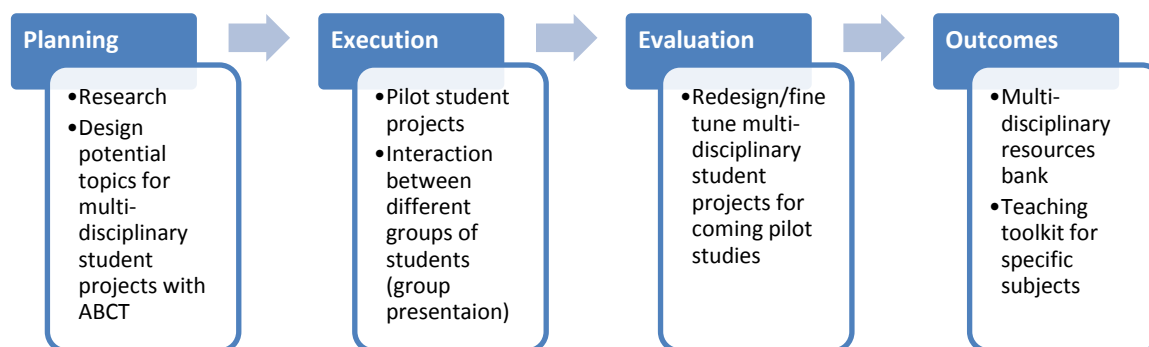 Planning
•Research
•Design
potential
topics for
multi-
disciplinary
student
projects with
ABCT
Execution
•Pilot student
projects
•Interaction
between
different
groups of
students
(group
presentaion)
Evaluation
•Redesign/fine
tune multi-
disciplinary
student
projects for
coming pilot
studies
Outcomes
•Multi-
disciplinary
resources
bank
•Teaching
toolkit for
specific
subjects